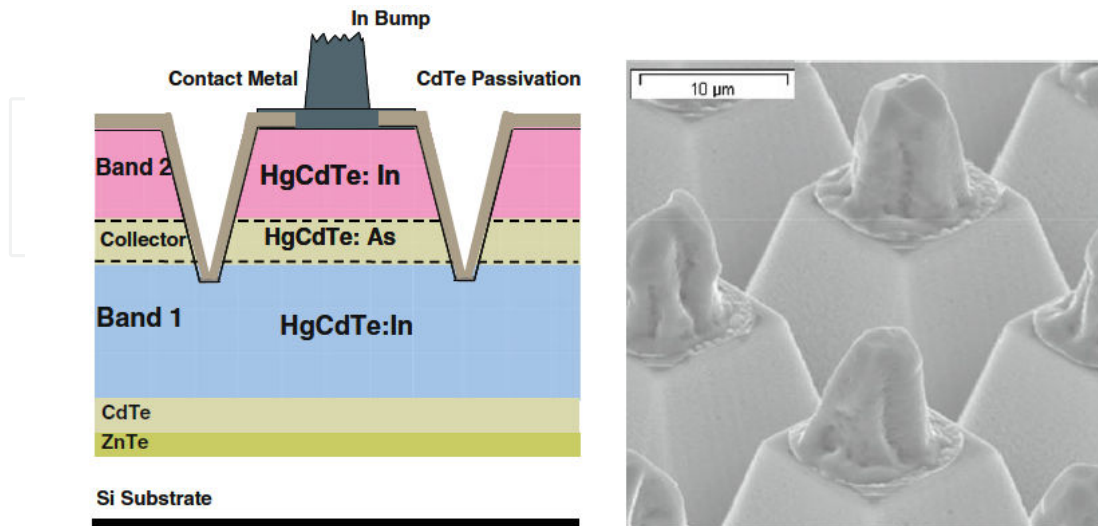 In Bump
Contact Metal
CdTe Passivation
10 µm
Band 2
HgCdTe: In
Collector
HgCdTe: As
Band 1
HgCdTe:In
CdTe
ZnTe
Si Substrate